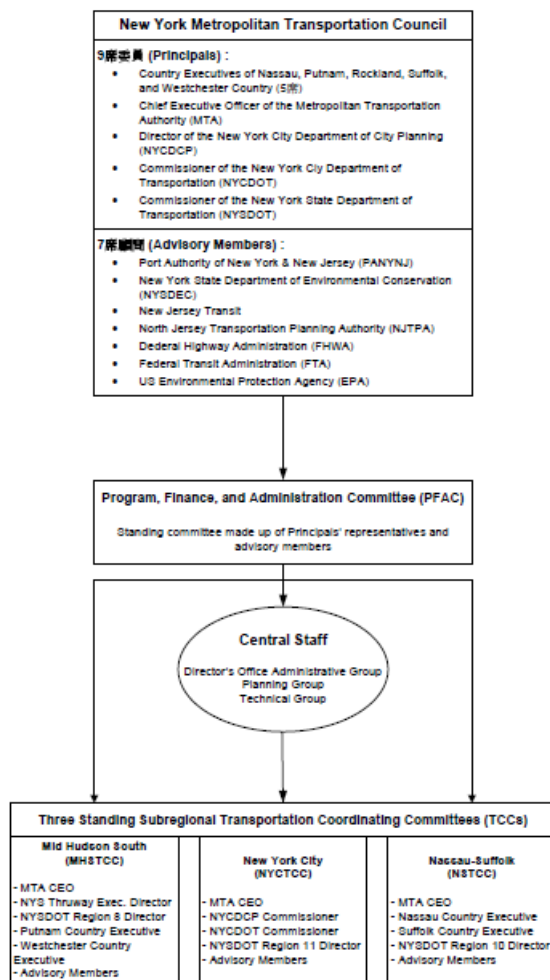 New York Metropolitan Transportation Council
9席委員 (Principals) :
• Country Executives of Nassau, Putnam, Rockland, Suffolk,
and Westchester Country (5席)
• Chief Executive Officer of the Metropolitan Transportation
Authority (MTA)
• Director of the New York City Department of City Planning
(NYCDCP)
• Commissioner of the New York Ciy Department of
Transportation (NYCDOT)
• Commissioner of the New York State Department of
Transportation (NYSDOT)
7席顧問 (Advisory Members) :
• Port Authority of New York & New Jersey (PANYNJ)
• New York State Department of Environmental Conservation
(NYSDEC)
• New Jersey Transit
• North Jersey Transportation Planning Authority (NJTPA)
• Dederal Highway Administration (FHWA)
• Federal Transit Administration (FTA)
• US Environmental Protection Agency (EPA)
Program, Finance, and Administration Committee (PFAC)
Standing committee made up of Principals' representatives and
advisory members
Central Staff
Director's Office Administrative Group
Planning Group
Technical Group
Three Standing Subregional Transportation Coordinating Committees (TCCs)
Mid Hudson South
(MHSTCC)
- MTA CEO
- NYS Thruway Exec. Director
- NYSDOT Region 8 Director
- Putnam Country Executive
- Westchester Country
Executive
- Advisory Members
New York City
(NYCTCC)
- MTA CEO
- NYCDCP Commissioner
- NYCDOT Commissioner
- NYSDOT Region 11 Director
- Advisory Members
Nassau-Suffolk
(NSTCC)
- MTA CEO
- Nassau Country Executive
- Suffolk Country Executive
- NYSDOT Region 10 Director
- Advisory Members